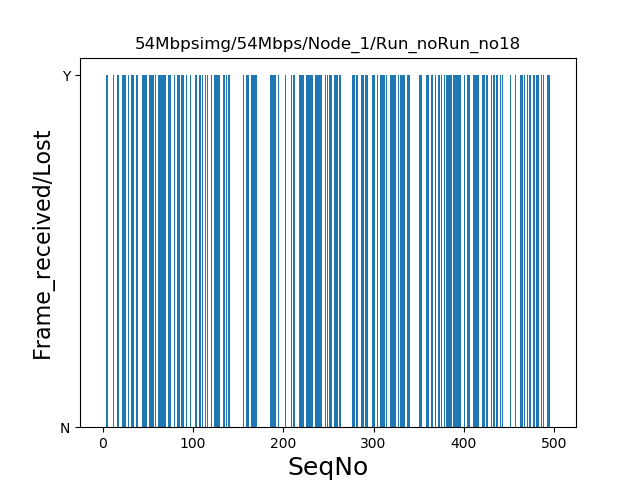 54Mbpsimg/54Mbps/Node_1/Run_noRun_no18
Y
Frame_received/Lost
N
0 100 200 300 400 500
SeqNo